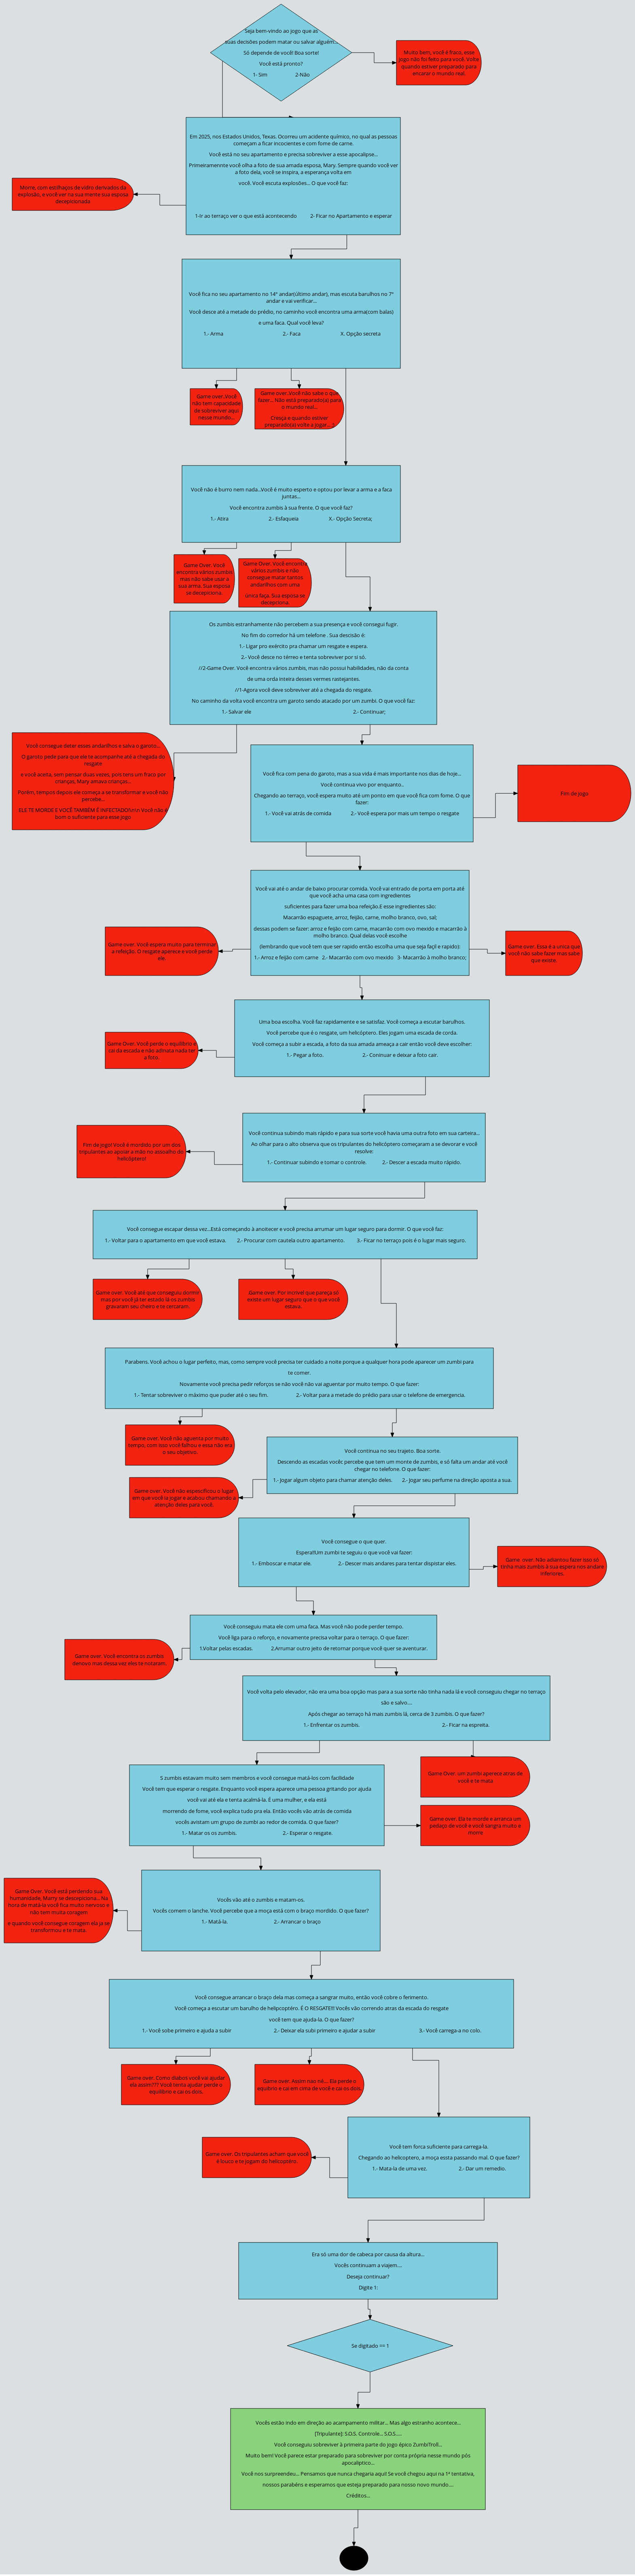 Seja bem-vindo ao jogo que as
suas decisões podem matar ou salvar alguém...
Só depende de você! Boa sorte!
Você está pronto?
1- Sim 2-Não
Muito bem, você é fraco, esse
jogo não foi feito para você. Volte
quando estiver preparado para
encarar o mundo real.
Em 2025, nos Estados Unidos, Texas. Ocorreu um acidente químico, no qual as pessoas
começam a ficar inscientes e com fome de carne.
Você está no seu apartamento e precisa sobreviver a esse apocalipse...
Primeiramennte você olha a foto de sua amada esposa, Mary. Sempre quando você ver
a foto dela, você se inspira, a esperança volta em
você. Você escuta explosões... O que você faz:
1-Ir ao terraço ver o que está acontecendo 2- Ficar no Apartamento e esperar
Morre, com estilhaços de vidro derivados da
explosão, e você ver na sua mente sua esposa
decepicionada
Você fica no seu apartamento no 14° andar(último andar), mas escuta barulhos no 7°
andar e vai verificar...
Você desce até a metade do prédio, no caminho você encontra uma arma(com balas)
e uma faca. Qual você leva?
1.- Arma 2.- Faca X. Opção secreta
Game over.Você
não tem capacidade
de sobreviver aqui
nesse mundo...
Game over.Você não sabe o que
fazer... Não está preparado(a) para
o mundo real...
Cresça e quando estiver
preparado(a) volte a jogar... :)
Você não é burro nem nada...Você é muito esperto e optou por levar a arma e a faca
juntas...
Você encontra zumbis à sua frente. O que você faz?
1.- Atira 2.- Esfaqueia X.- Opção Secreta;
Game Over. Você
encontra vários zumbis
mas não sabe usar a
sua arma. Sua esposa
se decepiciona.
Game Over. Você encontra
vários zumbis e não
consegue matar tantos
andarilhos com uma
única faça. Sua esposa se
decepciona.
Os zumbis estranhamente não percebem a sua presença e você consegui fugir.
No fim do corredor há um telefone . Sua descisão é:
1.- Ligar pro exército pra chamar um resgate e espera.
2.- Você desce no térreo e tenta sobreviver por si só.
//2-Game Over. Você encontra vários zumbis, mas não possui habilidades, não da conta
de uma orda inteira desses vermes rastejantes.
//1-Agora você deve sobreviver até a chegada do resgate.
No caminho da volta você encontra um garoto sendo atacado por um zumbi. O que você faz:
1.- Salvar ele 2.- Continuar;
Você consegue deter esses andarilhos e salva o garoto...
O garoto pede para que ele te acompanhe até a chegada do
resgate
e você aceita, sem pensar duas vezes, pois tens um fraco por
crianças, Mary amava crianças...
Porém, tempos depois ele começa a se transformar e você não
percebe...
ELE TE MORDE E VOCÊ TAMBÉM É INFECTADO!\n\n Você não é
bom o suficiente para esse jogo.
Você fica com pena do garoto, mas a sua vida é mais importante nos dias de hoje...
Você continua vivo por enquanto..
Chegando ao terraço, você espera muito até um ponto em que você fica com fome. O que
fazer:
1.- Você vai atrás de comida 2.- Você espera por mais um tempo o resgate
Fim de jogo
Você vai até o andar de baixo procurar comida. Você vai entrado de porta em porta até
que você acha uma casa com ingredientes
suficientes para fazer uma boa refeição.E esse ingredientes são:
Macarrão espaguete, arroz, feijão, carne, molho branco, ovo, sal;
dessas podem se fazer: arroz e feijão com carne, macarrão com ovo mexido e macarrão à
molho branco. Qual delas você escolhe
(lembrando que você tem que ser rapido então escolha uma que seja façil e rapido):
1.- Arroz e feijão com carne 2.- Macarrão com ovo mexido 3- Macarrão à molho branco;
Game over. Você espera muito para terminar
a refeição. O resgate aparece e você perde
ele.
Game over. Essa é a unica que
você não sabe fazer mas sabe
que existe.
Uma boa escolha. Você faz rapidamente e se satisfaz. Você começa a escutar barulhos.
Você percebe que é o resgate, um helicóptero. Eles jogam uma escada de corda.
Você começa a subir a escada, a foto da sua amada ameaça a cair então você deve escolher:
1.- Pegar a foto. 2.- Coninuar e deixar a foto cair.
Game Over. Você perde o equilibrio e
sai da escada e não adinata nada ter
a foto.
Você continua subindo mais rápido e para sua sorte você havia uma outra foto em sua carteira...
Ao olhar para o alto observa que os tripulantes do helicóptero começaram a se devorar e você
resolve:
1.- Continuar subindo e tomar o controle. 2.- Descer a escada muito rápido.
Fim de jogo! Você é mordido por um dos
tripulantes ao apoiar a mão no assoalho do
helicóptero!
Você consegue escapar dessa vez...Está começando à anoitecer e você precisa arrumar um lugar seguro para dormir. O que você faz:
1.- Voltar para o apartamento em que você estava. 2.- Procurar com cautela outro apartamento. 3.- Ficar no terraço pois é o lugar mais seguro.
Game over. Você até que conseguiu dormir
mas por você já ter estado lá os zumbis
gravaram seu cheiro e te cercaram.
.Game over. Por incrivel que pareça só
existe um lugar seguro que o que você
estava.
Parabens. Você achou o lugar perfeito, mas, como sempre você precisa ter cuidado a noite porque a qualquer hora pode aparecer um zumbi para
te comer.
Novamente você precisa pedir reforços se não você não vai aguentar por muito tempo. O que fazer:
1.- Tentar sobreviver o máximo que puder até o seu fim. 2.- Voltar para a metade do prédio para usar o telefone de emergencia.
Game over. Você não aguenta por muito
tempo, com isso você falhou e essa não era
o seu objetivo.
Você continua no seu trajeto. Boa sorte.
Descendo as escadas vocêc percebe que tem um monte de zumbis, e só falta um andar até você
chegar no telefone. O que fazer:
1.- Jogar algum objeto para chamar atenção deles. 2.- Jogar seu perfume na direção aposta a sua.
Game over. Você não especificou o lugar
em que você ia jogar e acabou chamando a
atenção deles para você.
Você consegue o que quer.
Espera!!Um zumbi te seguiu o que você vai fazer:
1.- Emboscar e matar ele. 2.- Descer mais andares para tentar dispistar eles.
Game over. Não adiantou fazer isso só
tinha mais zumbis à sua espera nos andare
inferiores.
Você conseguiu mata ele com uma faca. Mas você não pode perder tempo.
Você liga para o reforço, e novamente precisa voltar para o terraço. O que fazer:
1.Voltar pelas escadas. 2.Arrumar outro jeito de retornar porque você quer se aventurar.
Game over. Você encontra os zumbis
denovo mas dessa vez eles te notaram.
Você volta pelo elevador, não era uma boa opção mas para a sua sorte não tinha nada lá e você conseguiu chegar no terraço
são e salvo....
Após chegar ao terraço há mais zumbis lá, cerca de 3 zumbis. O que fazer?
1.- Enfrentar os zumbis. 2.- Ficar na espreita.
Game Over- um zumbi aparece atras de
você e te mata.
S zumbis estavam muito sem membros e você consegue matá-los com facilidade
Você tem que esperar o resgate. Enquanto você espera aparece uma pessoa gritando por ajuda
você vai até ela e tenta acalmá-la. É uma mulher, e ela está
morrendo de fome, você explica tudo pra ela. Então vocês vão atrás de comida
vocês avistam um grupo de zumbi ao redor de comida. O que fazer?
1.- Matar os os zumbis. 2.- Esperar o resgate.
Game over. Ela te morde e arranca um
pedaço de você e você sangra muito e
morre
Vocês vão até o zumbis e matam-os.
Vocês comem o lanche. Você percebe que a moça está com o braço mordido. O que fazer?
1.- Matá-la. 2.- Arrancar o braço
Game Over. Você está perdendo sua
humanidade, Marry se descepiciona... Na
hora de matá-la você fica muito nervoso e
não tem muita coragem
e quando você consegue coragem ela ja se
transformou e te mata.
Você consegue arrancar o braço dela mas começa a sangrar muito, então você cobre o ferimento.
Você começa a escutar um barulho de helipcoptéro. É O RESGATE!!! Vocês vão correndo atras da escada do resgate
você tem que ajuda-la. O que fazer?
1.- Você sobe primeiro e ajuda a subir 2.- Deixar ela subi primeiro e ajudar a subir 3.- Você carrega-a no colo.
Game over. Como diabos você vai ajudar
ela assim??? Você tenta ajudar perde o
equilibrio e cai os dois.
Game over. Assim nao né.... Ela perde o
equibrio e cai em cima de você e cai os dois.
Você tem forca suficiente para carrega-la.
Chegando ao helicoptero, a moça essta passando mal. O que fazer?
1.- Mata-la de uma vez. 2.- Dar um remedio.
Game over. Os tripulantes acham que você
é louco e te jogam do helicoptéro.
Era só uma dor de cabeca por causa da altura...
Vocês continuam a viajem....
Deseja continuar?
Digite 1:
Se digitado == 1
Vocês estão indo em direção ao acampamento militar... Mas algo estranho acontece...
[Tripulante]: S.O.S. Controle... S.O.S.....
Você conseguiu sobreviver à primeira parte do jogo épico ZumbiTroll...
Muito bem! Você parece estar preparado para sobreviver por conta própria nesse mundo pós
apocalíptico...
Você nos surpreendeu... Pensamos que nunca chegaria aqui! Se você chegou aqui na 1ª tentativa,
nossos parabéns e esperamos que esteja preparado para nosso novo mundo....
Créditos...